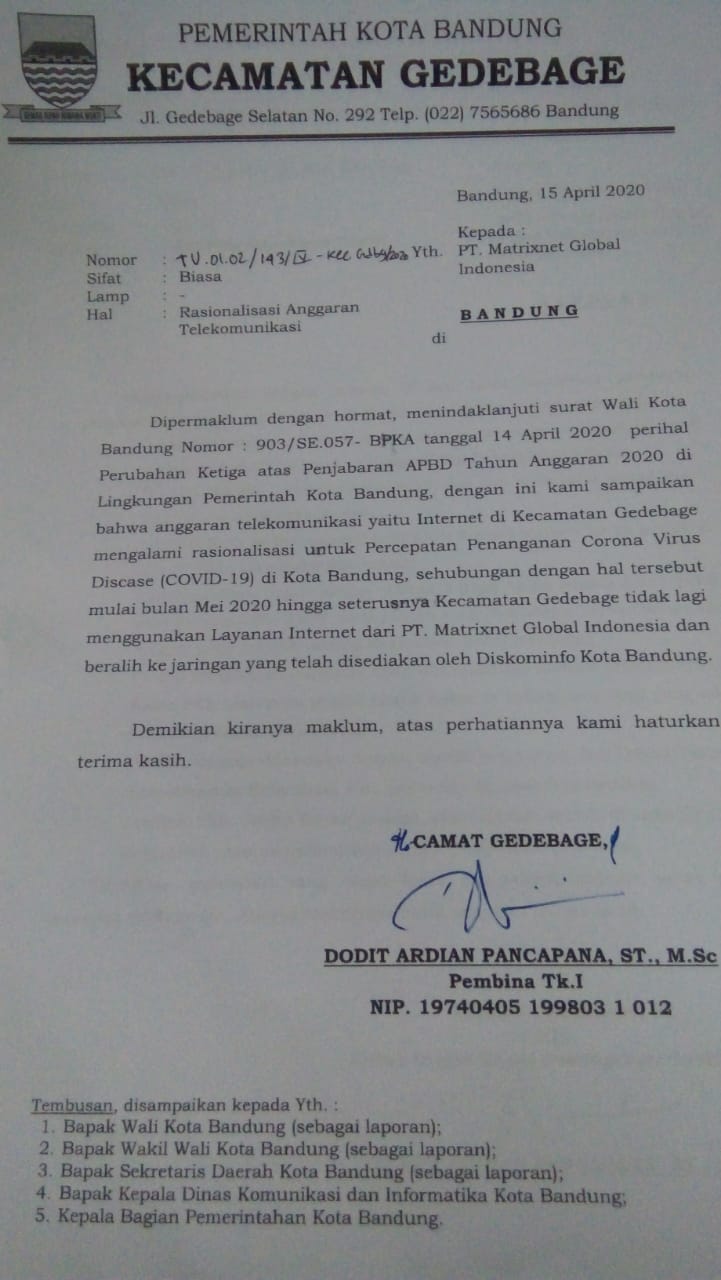 PEMERINTAH KOTA BANDUNG
KECAMATAN GEDEBAGE
Jl. Gedebage Selatan No. 292 Telp. (022) 7565686 Bandung
Bandung, 15 April 2020
Kepada :
Nomor : TU.01.02/143/IV-Kec Gdbg/2020 Yth. PT. Matrixnet Global
Sifat : Biasa Indonesia
Lamp : -
Hal : Rasionalisasi Anggaran BANDUNG
Telekomunikasi
di
Dipermaklum dengan hormat, menindaklanjuti surat Wali Kota
Bandung Nomor : 903/SE.057- BPKA tanggal 14 April 2020 perihal
Perubahan Ketiga atas Penjabaran APBD Tahun Anggaran 2020 di
Lingkungan Pemerintah Kota Bandung, dengan ini kami sampaikan
bahwa anggaran telekomunikasi yaitu Internet di Kecamatan Gedebage
mengalami rasionalisasi untuk Percepatan Penanganan Corona Virus
Discase (COVID-19) di Kota Bandung, sehubungan dengan hal tersebut
mulai bulan Mei 2020 hingga seterusnya Kecamatan Gedebage tidak lagi
menggunakan Layanan Internet dari PT. Matrixnet Global Indonesia dan
beralih ke jaringan yang telah disediakan oleh Diskominfo Kota Bandung.
Demikian kiranya maklum, atas perhatiannya kami haturkan
terima kasih.
CAMAT GEDEBAGE,
DODIT ARDIAN PANCAPANA, ST., M.Sc
Pembina Tk.I
NIP. 19740405 199803 1 012
Tembusan, disampaikan kepada Yth. :
1. Bapak Wali Kota Bandung (sebagai laporan);
2. Bapak Wakil Wali Kota Bandung (sebagai laporan);
3. Bapak Sekretaris Daerah Kota Bandung (sebagai laporan);
4. Bapak Kepala Dinas Komunikasi dan Informatika Kota Bandung;
5. Kepala Bagian Pemerintahan Kota Bandung.